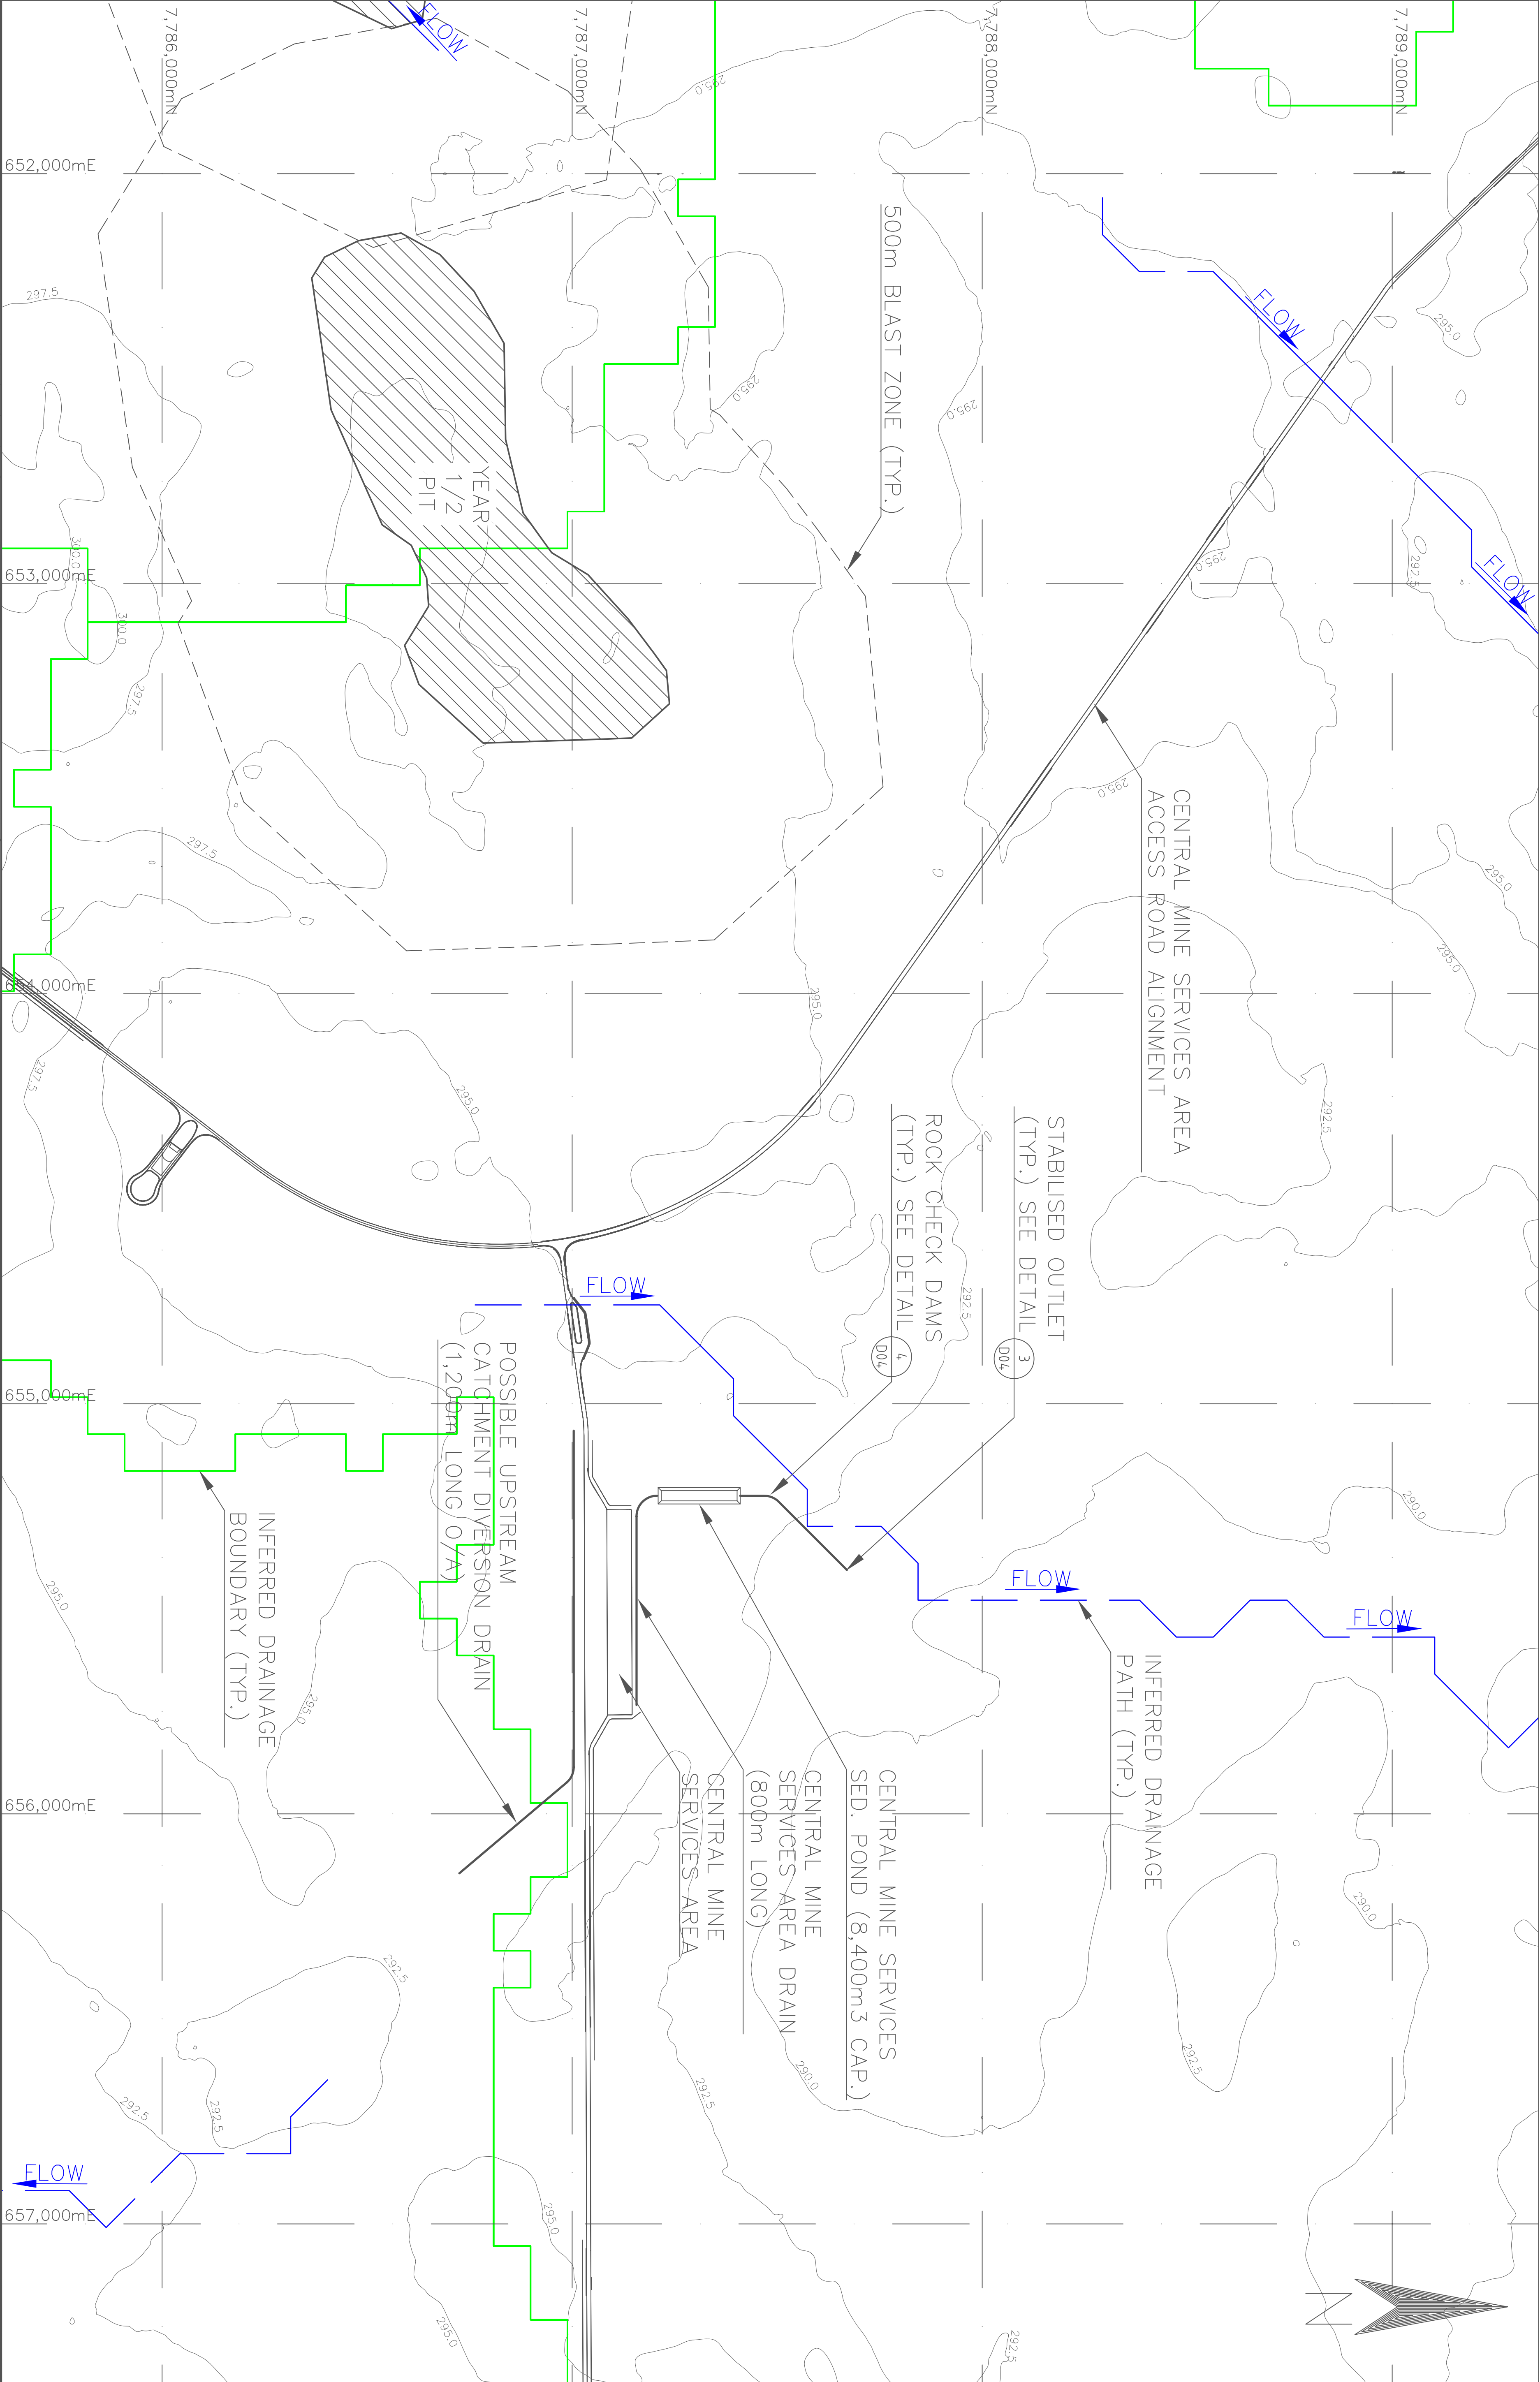 7,786,000mN
7,787,000mN
7,788,000mN
7,789,000mN
652,000mE
653,000mE
654,000mE
655,000mE
656,000mE
657,000mE
FLOW
FLOW
FLOW
FLOW
FLOW
FLOW
FLOW
500m BLAST ZONE (TYP.)
YEAR
1/2
PIT
CENTRAL MINE SERVICES AREA
ACCESS ROAD ALIGNMENT
STABILISED OUTLET
(TYP.) SEE DETAIL
3
D04
ROCK CHECK DAMS
(TYP.) SEE DETAIL
4
D04
POSSIBLE UPSTREAM
CATCHMENT DIVERSION DRAIN
(1,200m LONG O/A)
INFERRED DRAINAGE
BOUNDARY (TYP.)
INFERRED DRAINAGE
PATH (TYP.)
CENTRAL MINE SERVICES
SED. POND (8,400m3 CAP.)
CENTRAL MINE
SERVICES AREA DRAIN
(800m LONG)
CENTRAL MINE
SERVICES AREA
N
295.0
297.5
295.0
295.0
295.0
300.0
300.0
295.0
292.5
297.5
295.0
297.5
295.0
295.0
295.0
297.5
295.0
292.5
292.5
290.0
295.0
295.0
290.0
292.5
292.5
292.5
292.5
290.0
292.5
295.0
295.0
292.5